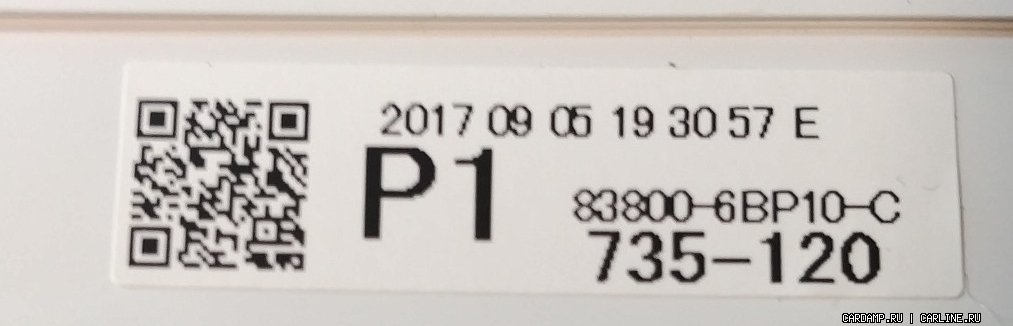 2017 09 05 19 30 57 E
P1
83800-6BP10-C
735-120
CARDAMP.RU | CARLINE.RU